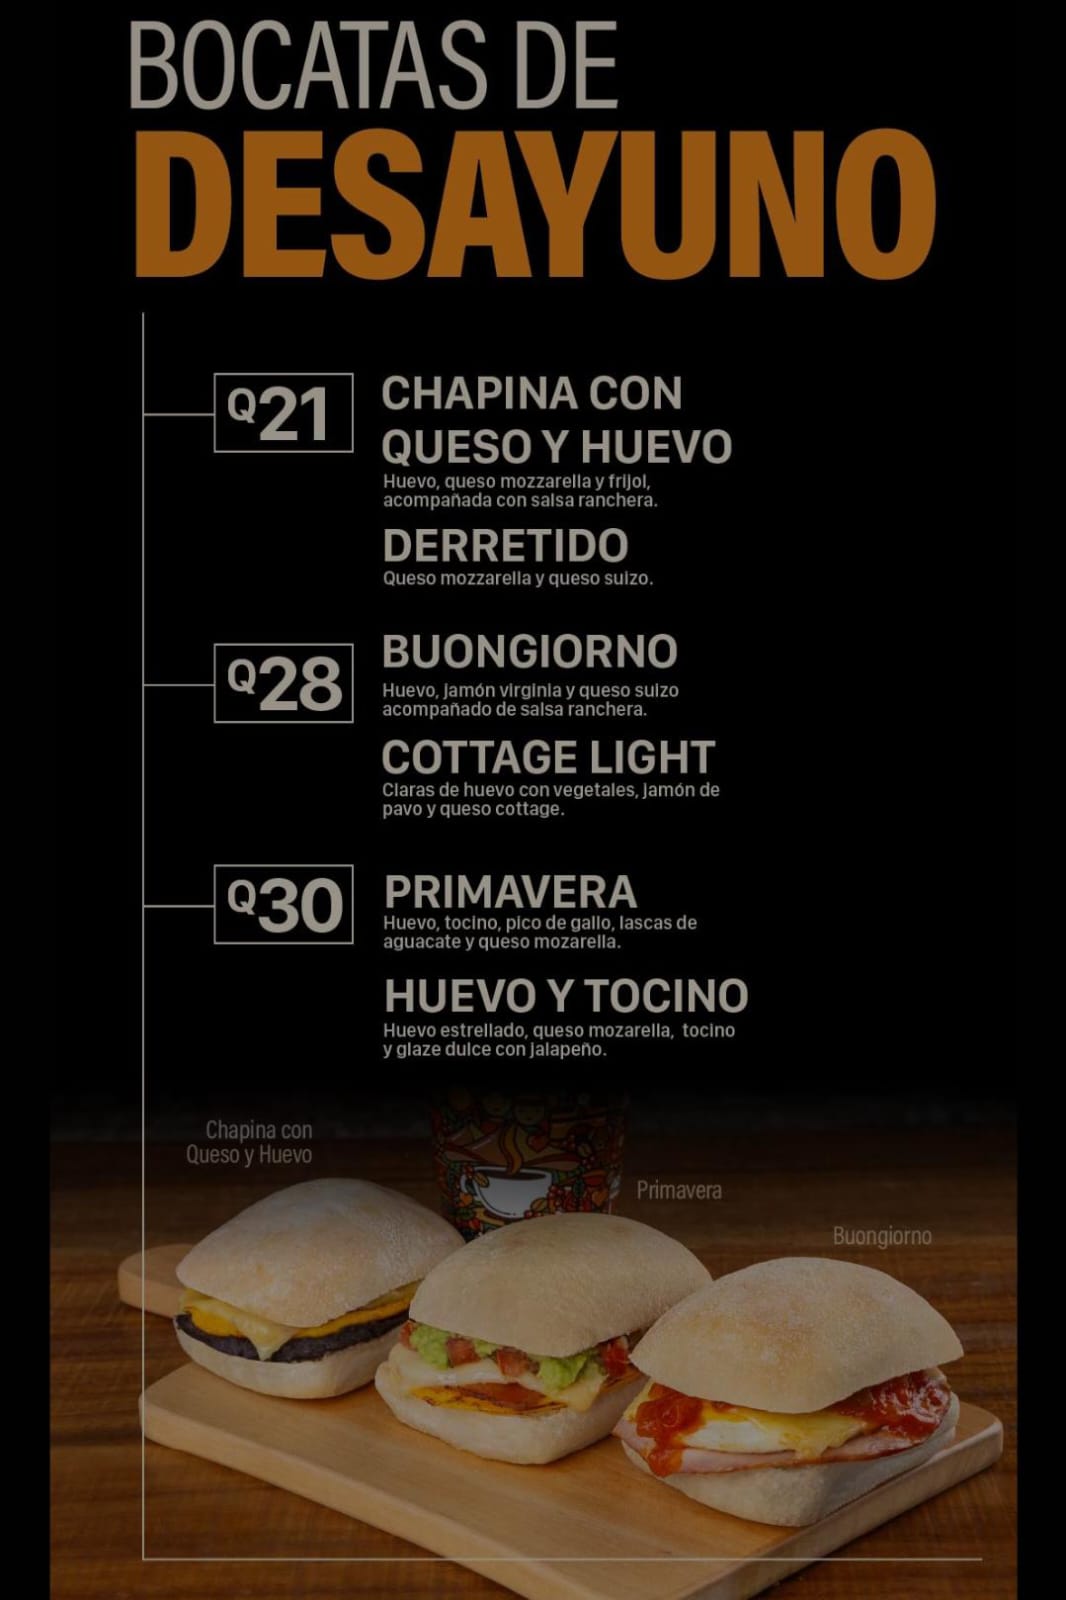 BOCATAS DE
DESAYUNO
Q21
CHAPINA CON
QUESO Y HUEVO
Huevo, queso mozzarella y frijol,
acompañada con salsa ranchera.
DERRETIDO
Queso mozzarella y queso suizo.
Q28
BUONGIORNO
Huevo, jamón virginia y queso suizo
acompañado de salsa ranchera.
COTTAGE LIGHT
Claras de huevo con vegetales, jamón de
pavo y queso cottage.
Q30
PRIMAVERA
Huevo, tocino, pico de gallo, lascas de
aguacate y queso mozarella.
HUEVO Y TOCINO
Huevo estrellado, queso mozarella, tocino
y glaze dulce con jalapeño.
Chapina con
Queso y Huevo
Primavera
Buongiorno